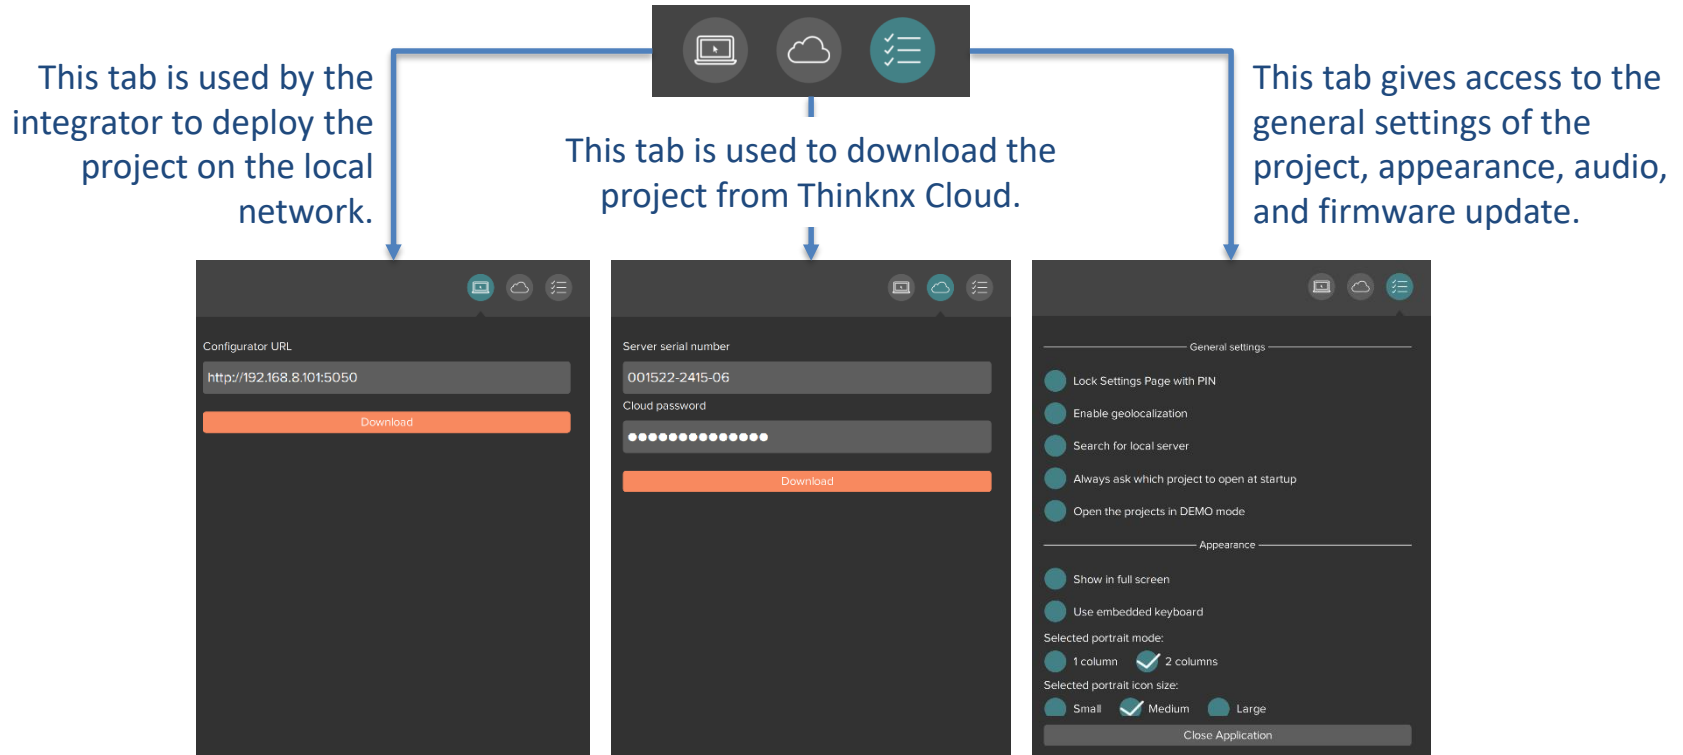 This tab is used by the
integrator to deploy the
project on the local
network.
This tab is used to download the
project from Thinknx Cloud.
This tab gives access to the
general settings of the
project, appearance, audio,
and firmware update.
Configurator URL
http://192.168.8.101:5050
Download
Server serial number
001522-2415-06
Cloud password
●●●●●●●●●●●●●●
Download
General settings
Lock Settings Page with PIN
Enable geolocalization
Search for local server
Always ask which project to open at startup
Open the projects in DEMO mode
Appearance
Show in full screen
Use embedded keyboard
Selected portrait mode:
1 column 2 columns
Selected portrait icon size:
Small Medium Large
Close Application